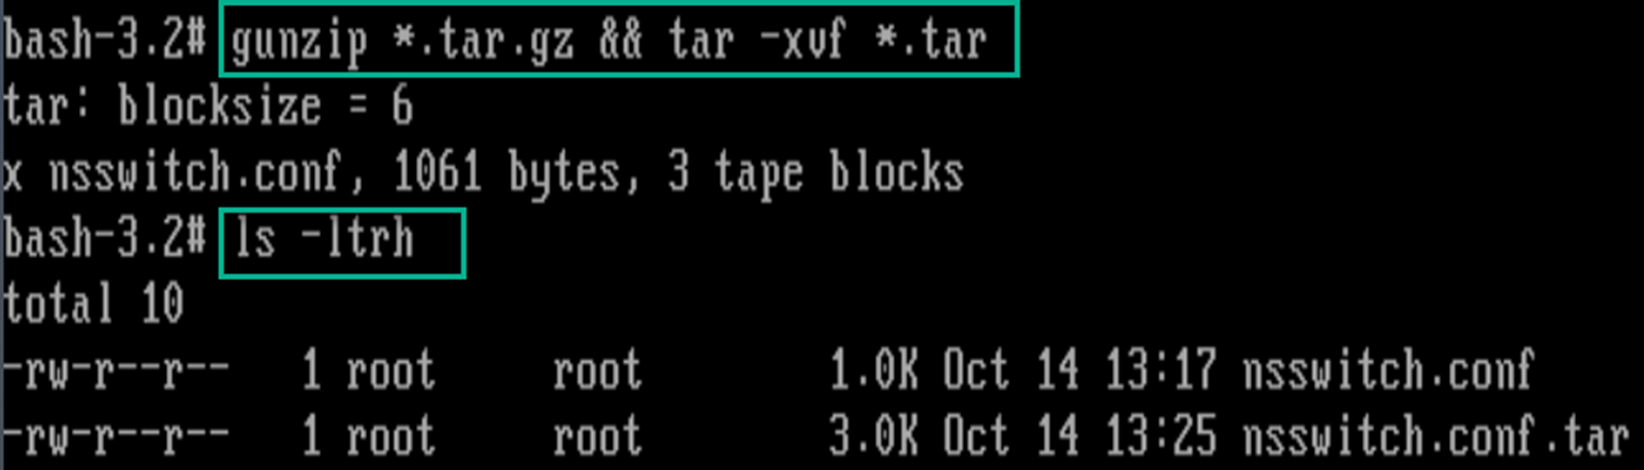 bash-3.2# gunzip *.tar.gz && tar -xvf *.tar
tar: blocksize = 6
x nsswitch.conf, 1061 bytes, 3 tape blocks
bash-3.2# ls -ltrh
total 10
-rw-r--r--   1 root     root        1.0K Oct 14 13:17 nsswitch.conf
-rw-r--r--   1 root     root        3.0K Oct 14 13:25 nsswitch.conf.tar